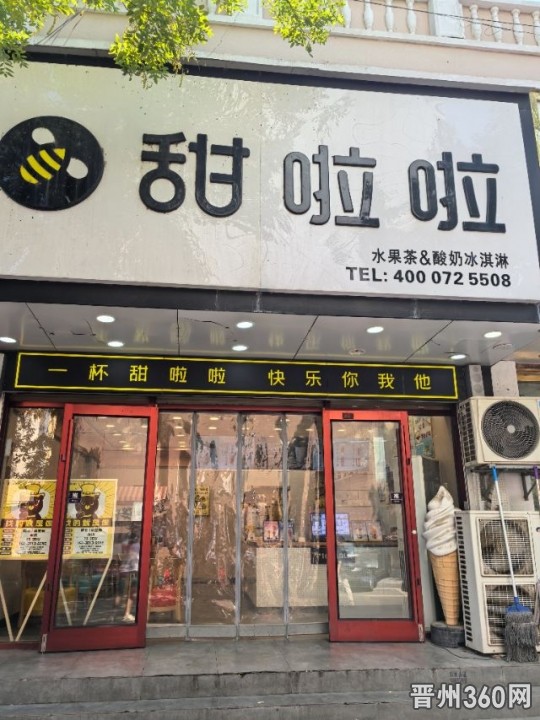 甜啦啦
水果茶&酸奶冰淇淋
TEL: 400 072 5508
一杯甜啦啦 快乐你我他
晋州360网